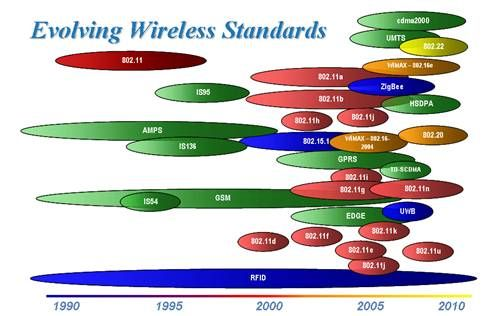 Evolving Wireless Standards
cdma2000
UMTS
802.22
802.11
WiMAX – 802.16e
802.11a
ZigBee
IS95
802.11b
HSDPA
802.11h
802.11j
AMPS
802.20
802.15.1
WiMAX – 802.16-
2004
IS136
GPRS
TD-SCDMA
802.11i
802.11g
802.11n
GSM
IS54
UWB
EDGE
802.11k
802.11d
802.11f
802.11e
802.11u
802.11j
RFID
1990 1995 2000 2005 2010